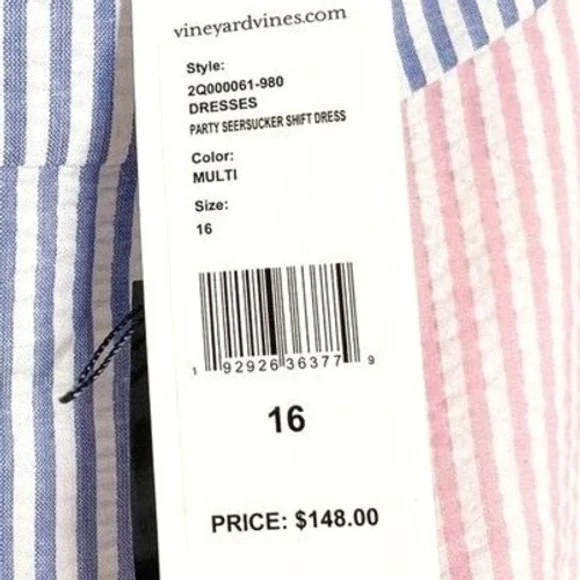 vineyardvines.com
Style:
2Q000061-980
DRESSES
PARTY SEERSUCKER SHIFT DRESS
Color:
MULTI
Size:
16
1 92926 36377 9
16
PRICE: $148.00